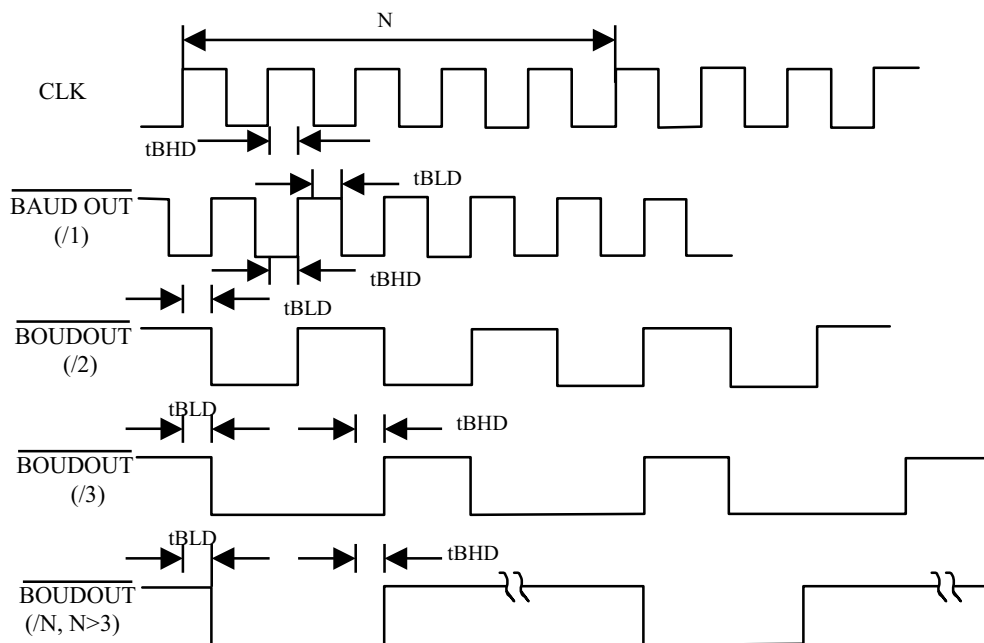 N
CLK
tBHD
tBLD
BAUD OUT
(/1)
tBHD
tBLD
BOUDOUT
(/2)
tBLD
tBHD
BOUDOUT
(/3)
tBLD
tBHD
BOUDOUT
(/N, N>3)